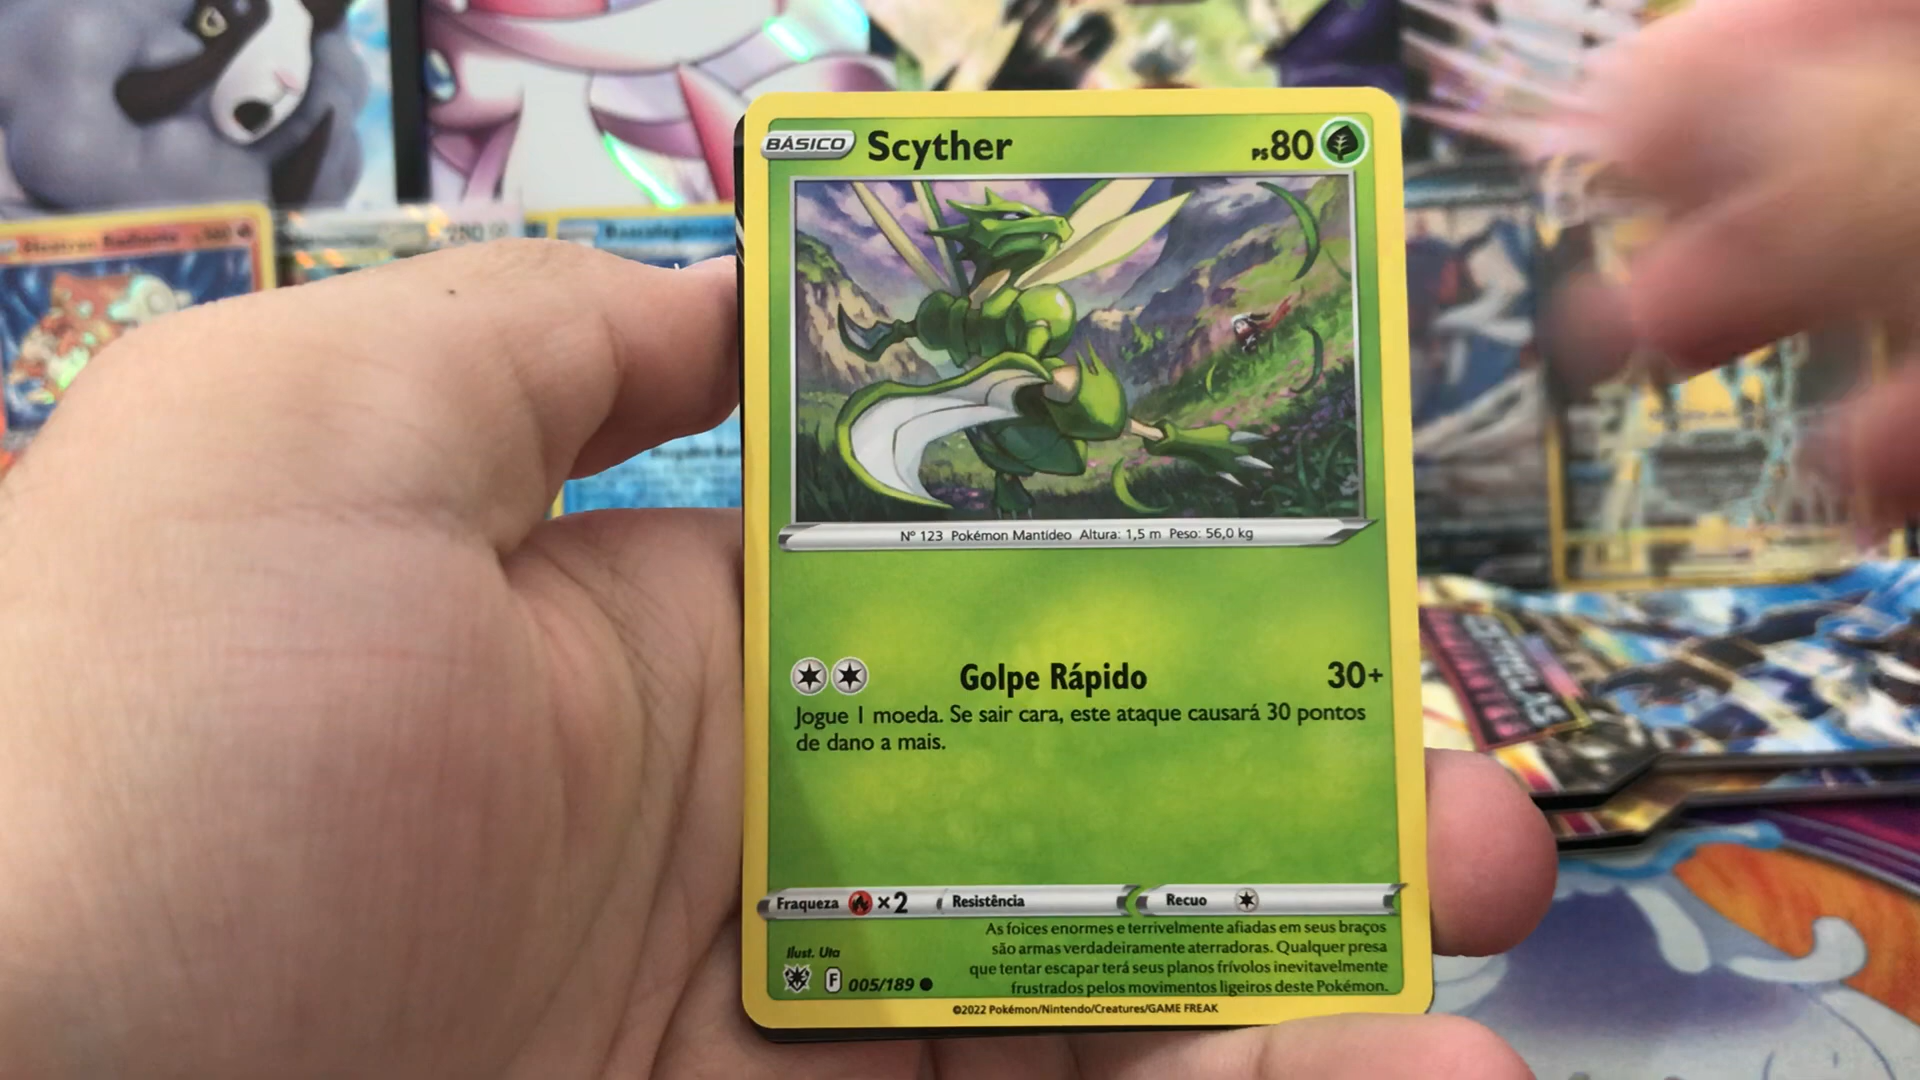 BÁSICO Scyther PS 80
Nº 123 Pokémon Mantídeo Altura: 1,5 m Peso: 56,0 kg
Golpe Rápido 30+
Jogue 1 moeda. Se sair cara, este ataque causará 30 pontos
de dano a mais.
Fraqueza ×2 Resistência Recuo
As foices enormes e terrivelmente afiadas em seus braços
são armas verdadeiramente aterradoras. Qualquer presa
que tentar escapar terá seus planos frívolos inevitavelmente
frustrados pelos movimentos ligeiros deste Pokémon.
Ilust. Uta
F 005/189
©2022 Pokémon/Nintendo/Creatures/GAME FREAK
280